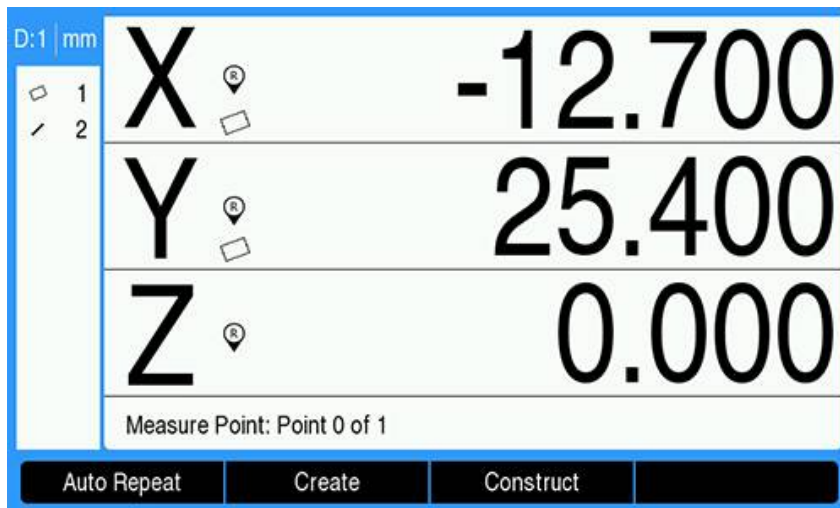 D:1 mm
1
2
X R -12.700
Y R 25.400
Z R 0.000
Measure Point: Point 0 of 1
Auto Repeat Create Construct